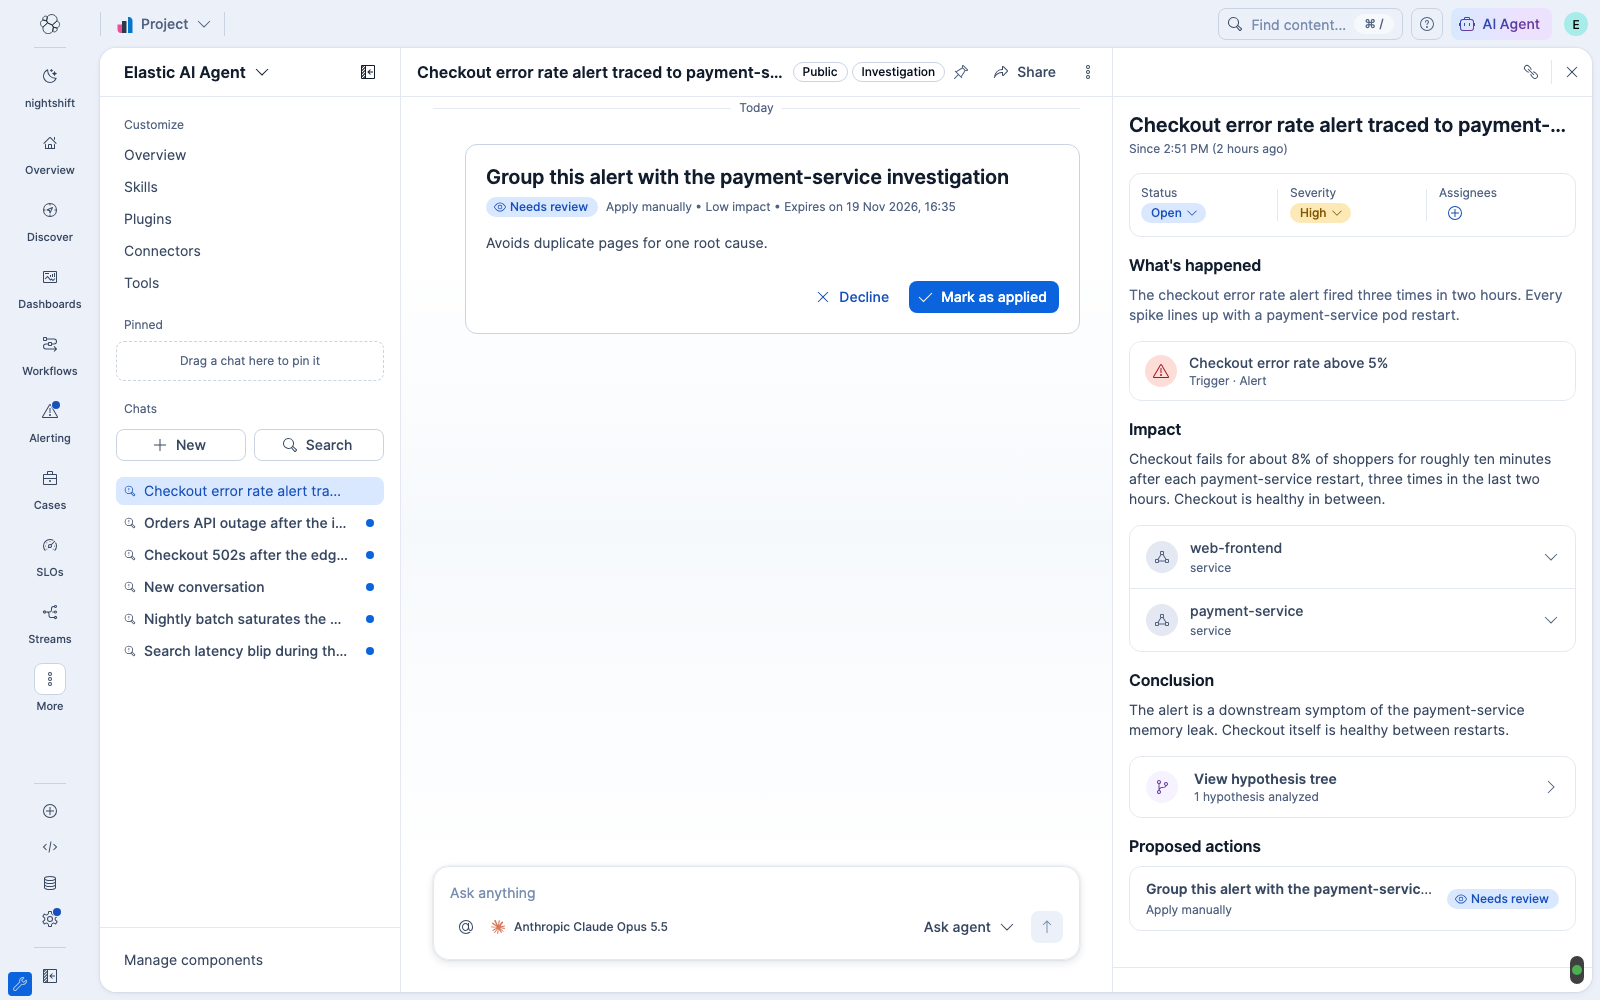 Project
Find content...
⌘ /
AI Agent
E
nightshift
Overview
Discover
Dashboards
Workflows
Alerting
Cases
SLOs
Streams
More
Elastic AI Agent
Customize
Overview
Skills
Plugins
Connectors
Tools
Pinned
Drag a chat here to pin it
Chats
New
Search
Checkout error rate alert tra...
Orders API outage after the i...
Checkout 502s after the edg...
New conversation
Nightly batch saturates the ...
Search latency blip during th...
Manage components
Checkout error rate alert traced to payment-s...
Public
Investigation
Share
Today
Group this alert with the payment-service investigation
Needs review
Apply manually • Low impact • Expires on 19 Nov 2026, 16:35
Avoids duplicate pages for one root cause.
Decline
Mark as applied
Ask anything
Anthropic Claude Opus 5.5
Ask agent
Checkout error rate alert traced to payment-...
Since 2:51 PM (2 hours ago)
Status
Open
Severity
High
Assignees
What's happened
The checkout error rate alert fired three times in two hours. Every
spike lines up with a payment-service pod restart.
Checkout error rate above 5%
Trigger · Alert
Impact
Checkout fails for about 8% of shoppers for roughly ten minutes
after each payment-service restart, three times in the last two
hours. Checkout is healthy in between.
web-frontend
service
payment-service
service
Conclusion
The alert is a downstream symptom of the payment-service
memory leak. Checkout itself is healthy between restarts.
View hypothesis tree
1 hypothesis analyzed
Proposed actions
Group this alert with the payment-servic...
Needs review
Apply manually